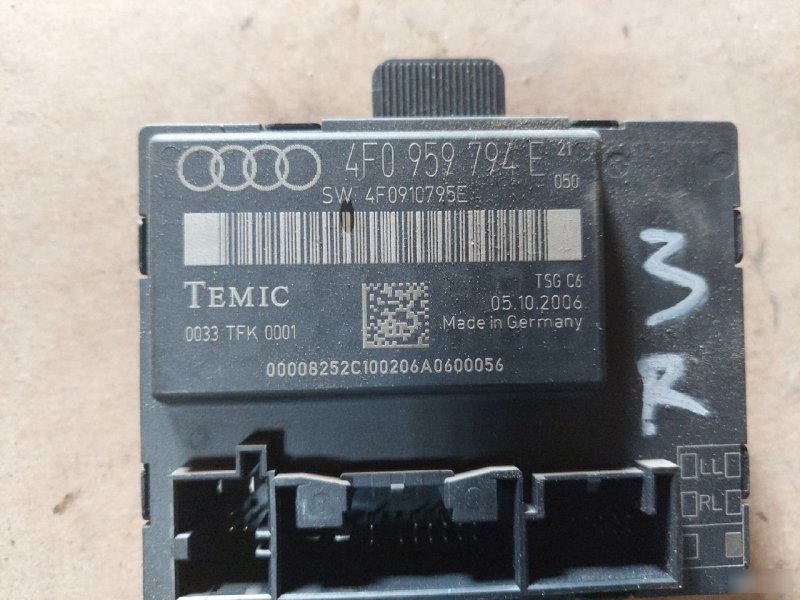 4F0 959 794 E 21
050
SW 4F0910795E
TEMIC
TSG C6
05.10.2006
0033 TFK 0001
Made in Germany
00008252C100206A0600056
3
R
LL
RL